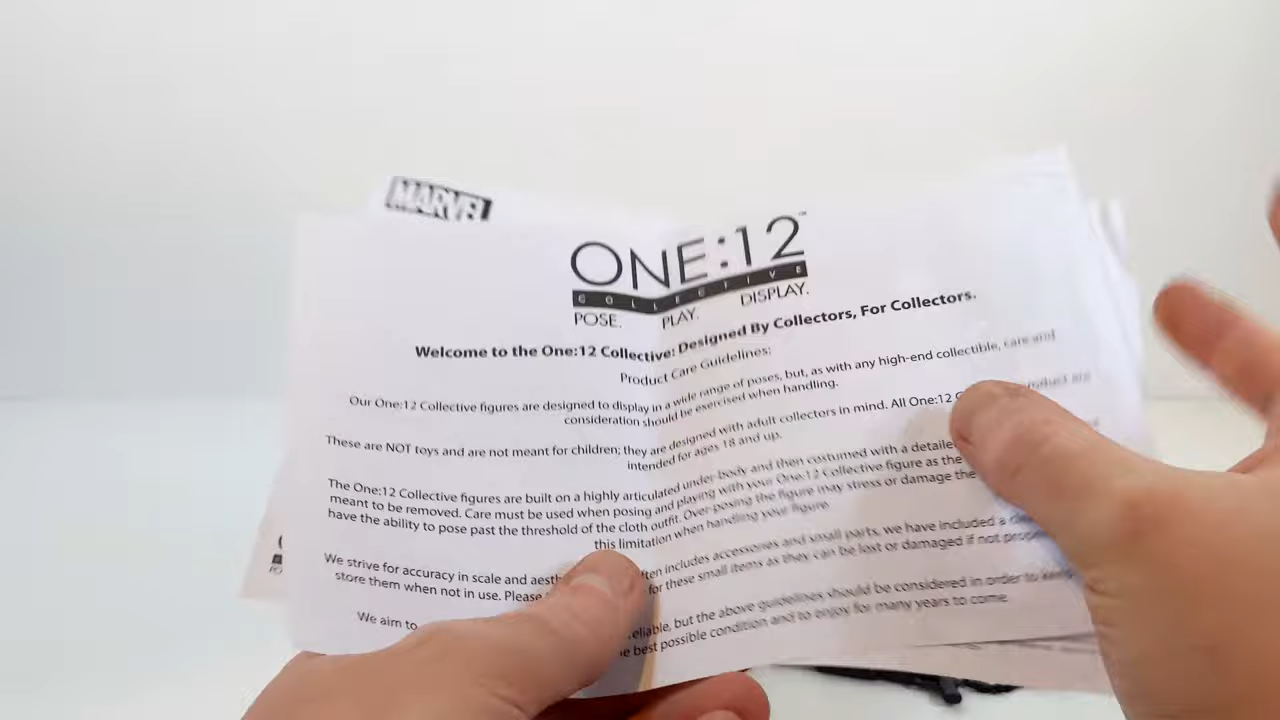 MARVEL
ONE:12™
COLLECTIVE
POSE. PLAY. DISPLAY.
Welcome to the One:12 Collective: Designed By Collectors, For Collectors.
Product Care Guidelines:
Our One:12 Collective figures are designed to display in a wide range of poses, but, as with any high-end collectible, care and
consideration should be exercised when handling.
These are NOT toys and are not meant for children; they are designed with adult collectors in mind. All One:12 product are
intended for ages 18 and up.
The One:12 Collective figures are built on a highly articulated under-body and then costumed with a detailed
meant to be removed. Care must be used when posing and playing with your One:12 Collective figure as the
have the ability to pose past the threshold of the cloth outfit. Over-posing the figure may stress or damage the
this limitation when handling your figure.
We strive for accuracy in scale and includes accessories and small parts, we have included a
store them when not in use. Please for these small items as they can be lost or damaged if not
We aim to reliable, but the above guidelines should be considered in order to keep
best possible condition and to enjoy for many years to come.